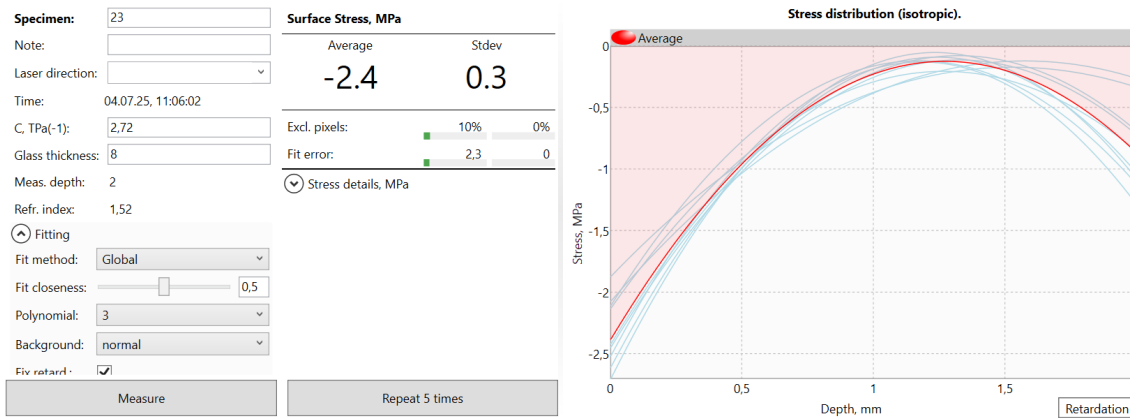 Specimen: 23
Note:
Laser direction:
Time: 04.07.25, 11:06:02
C, TPa(-1): 2,72
Glass thickness: 8
Meas. depth: 2
Refr. index: 1,52
Fitting
Fit method: Global
Fit closeness: 0,5
Polynomial: 3
Background: normal
Fix retard.:
Measure
Surface Stress, MPa
Average Stdev
-2.4 0.3
Excl. pixels: 10% 0%
Fit error: 2,3 0
Stress details, MPa
Repeat 5 times
Stress distribution (isotropic).
Average
Stress, MPa
0
-0,5
-1
-1,5
-2
-2,5
0 0,5 1 1,5
Depth, mm
Retardation